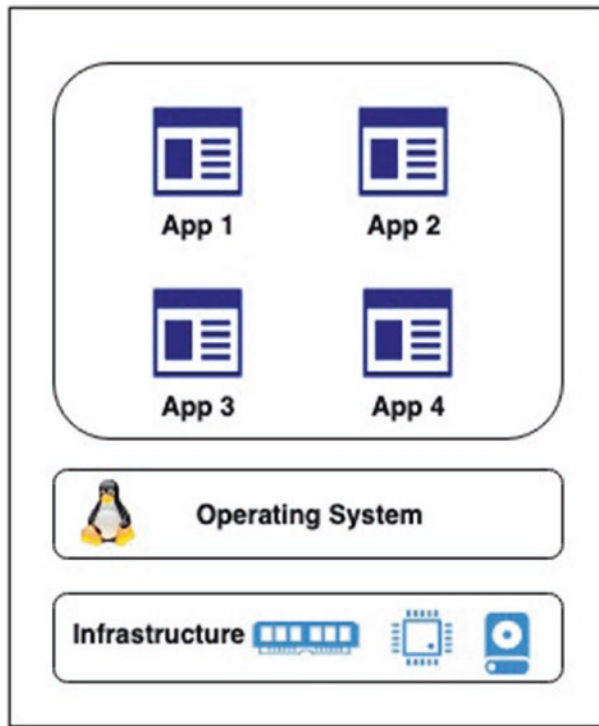 App 1
App 2
App 3
App 4
Operating System
Infrastructure